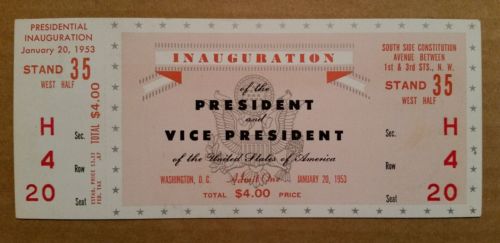 PRESIDENTIAL
INAUGURATION
January 20, 1953
STAND 35
WEST HALF
H
Sec.
4
Row
20
Seat
TOTAL $4.00
FED. TAX
INAUGURATION
of the
PRESIDENT
and
VICE PRESIDENT
of the United States of America
WASHINGTON, D. C. Admit One JANUARY 20, 1953
TOTAL $4.00 PRICE
SOUTH SIDE CONSTITUTION
AVENUE BETWEEN
1st & 3rd STS., N. W.
STAND 35
WEST HALF
Sec. H
Row 4
Seat 20